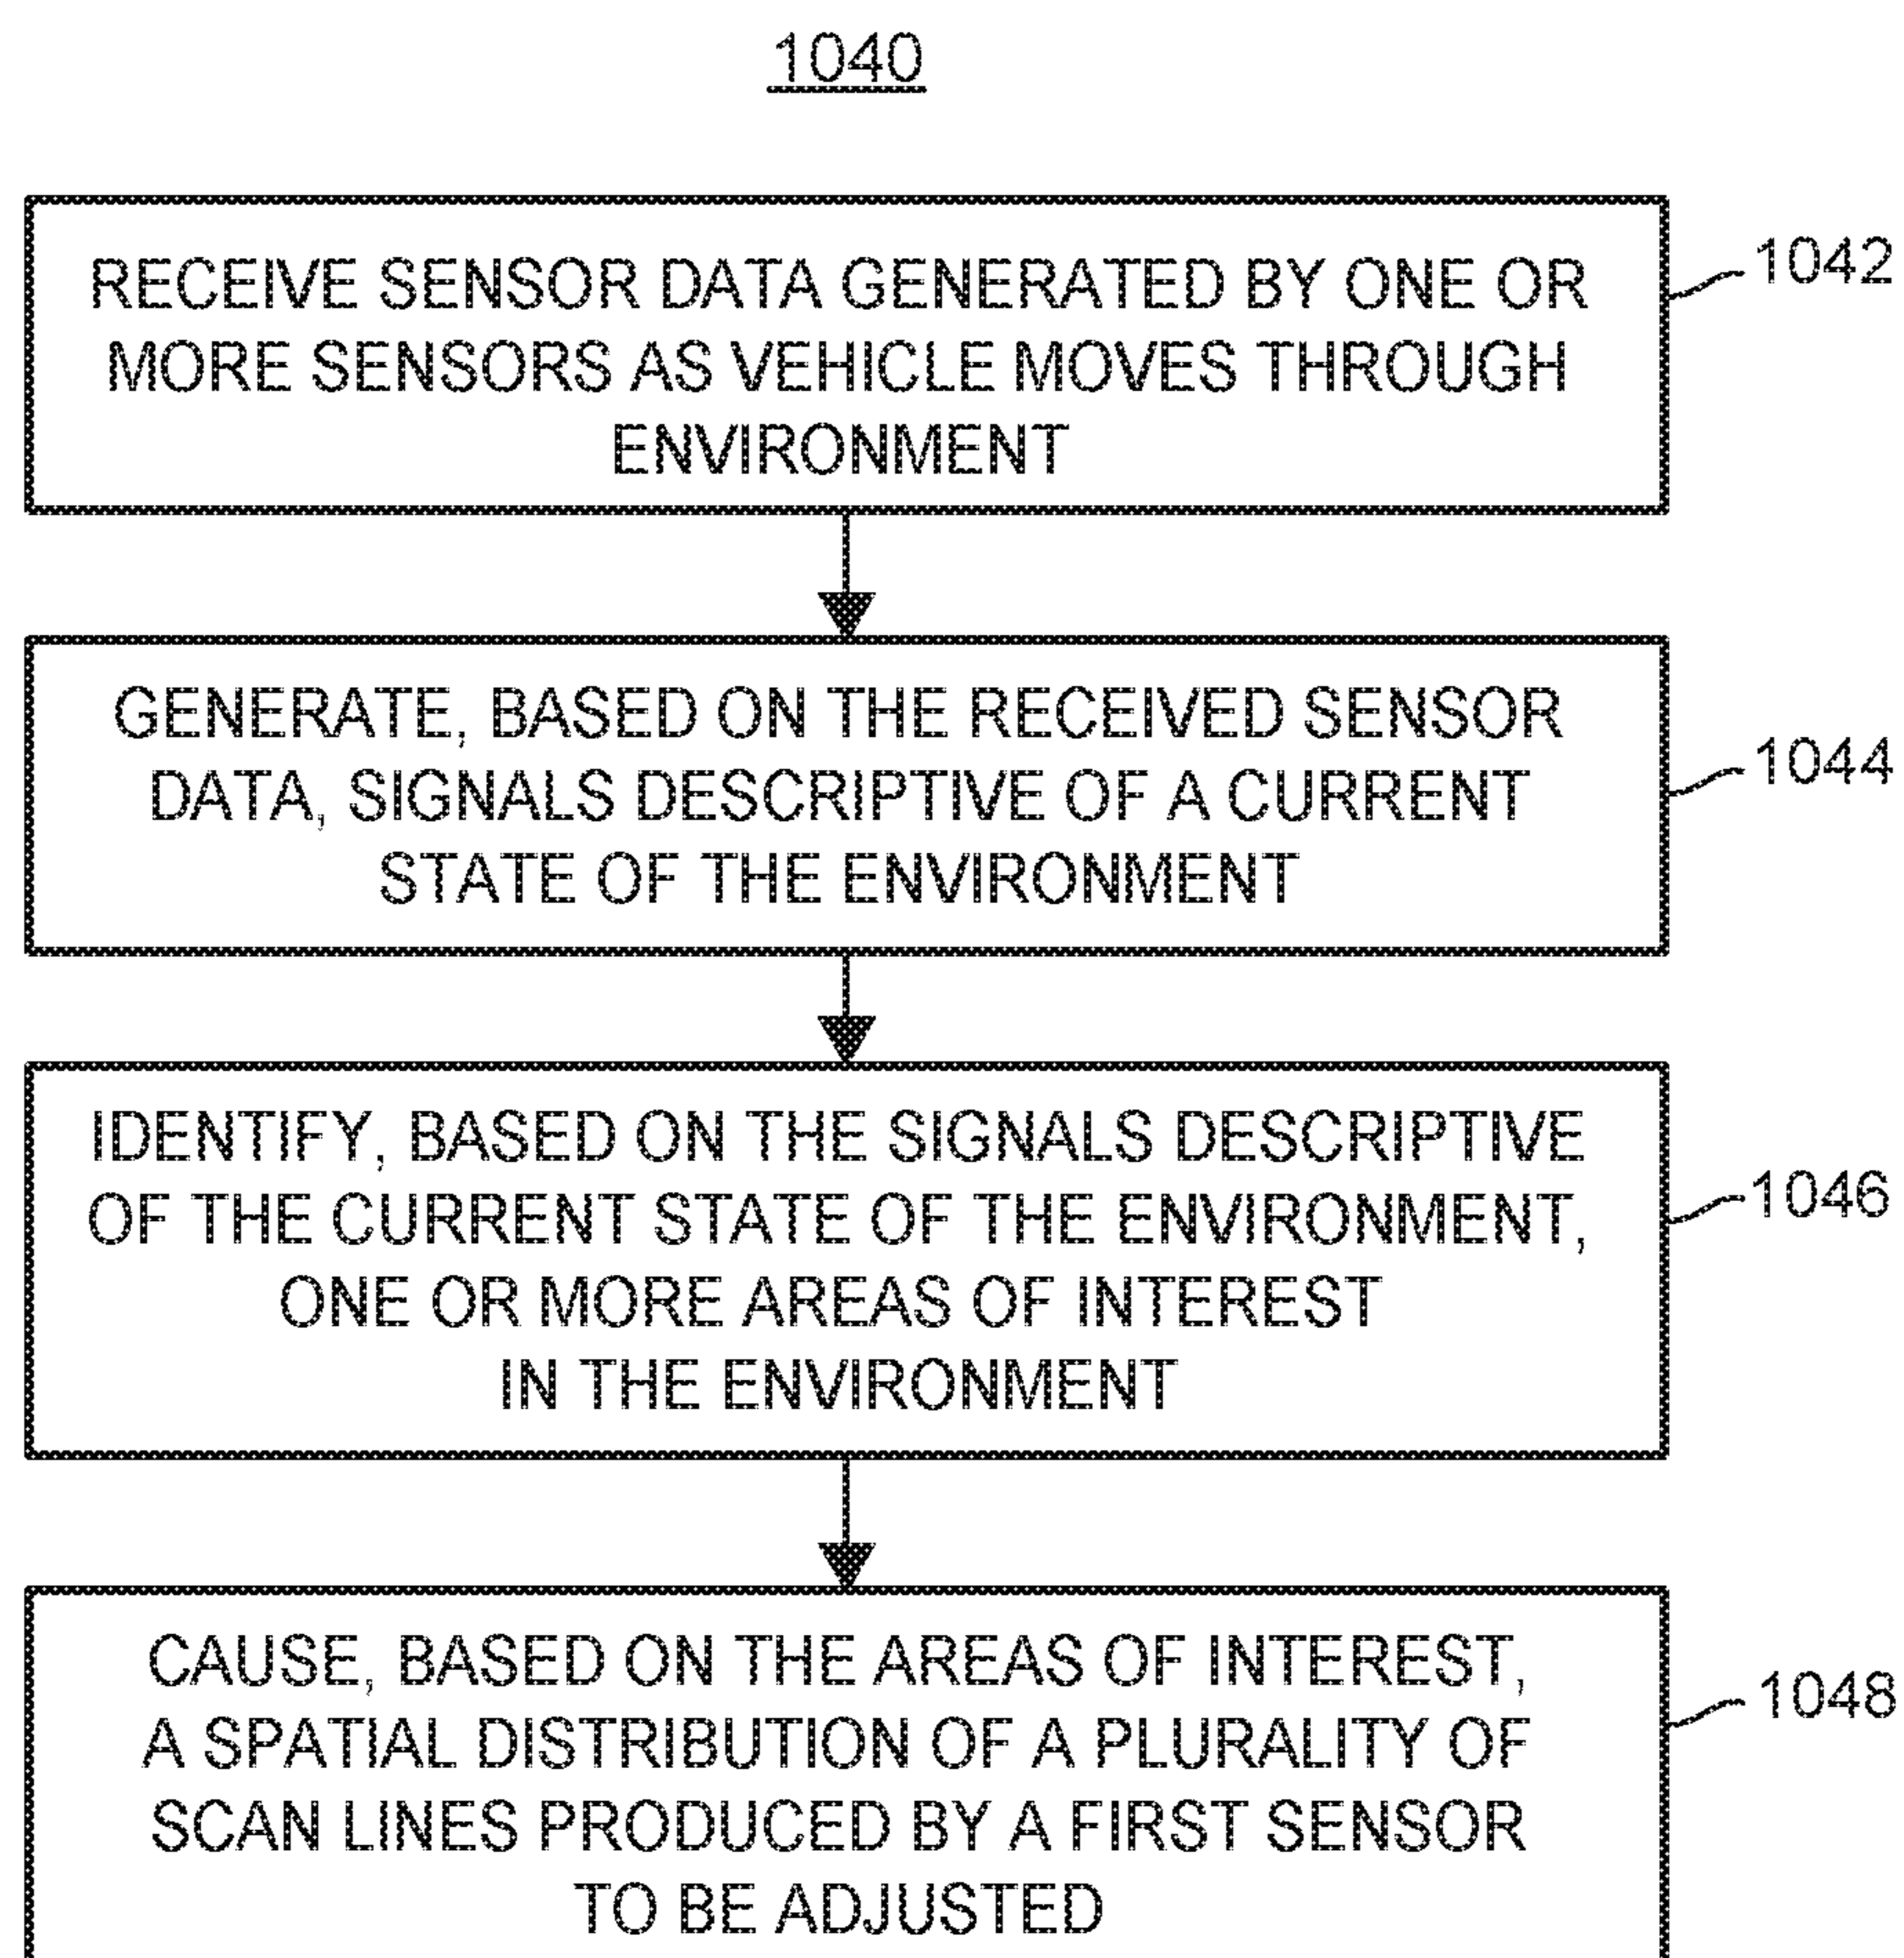 1040
RECEIVE SENSOR DATA GENERATED BY ONE OR
MORE SENSORS AS VEHICLE MOVES THROUGH
ENVIRONMENT
1042
GENERATE, BASED ON THE RECEIVED SENSOR
DATA, SIGNALS DESCRIPTIVE OF A CURRENT
STATE OF THE ENVIRONMENT
1044
IDENTIFY, BASED ON THE SIGNALS DESCRIPTIVE
OF THE CURRENT STATE OF THE ENVIRONMENT,
ONE OR MORE AREAS OF INTEREST
IN THE ENVIRONMENT
1046
CAUSE, BASED ON THE AREAS OF INTEREST,
A SPATIAL DISTRIBUTION OF A PLURALITY OF
SCAN LINES PRODUCED BY A FIRST SENSOR
TO BE ADJUSTED
1048